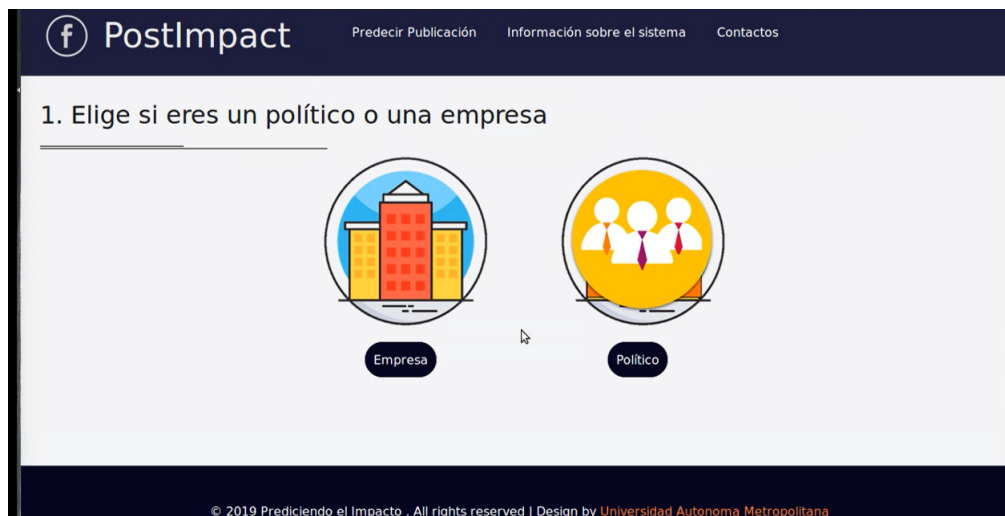 f PostImpact Predecir Publicación Información sobre el sistema Contactos
1. Elige si eres un político o una empresa
Empresa Político
© 2019 Prediciendo el Impacto . All rights reserved | Design by Universidad Autonoma Metropolitana